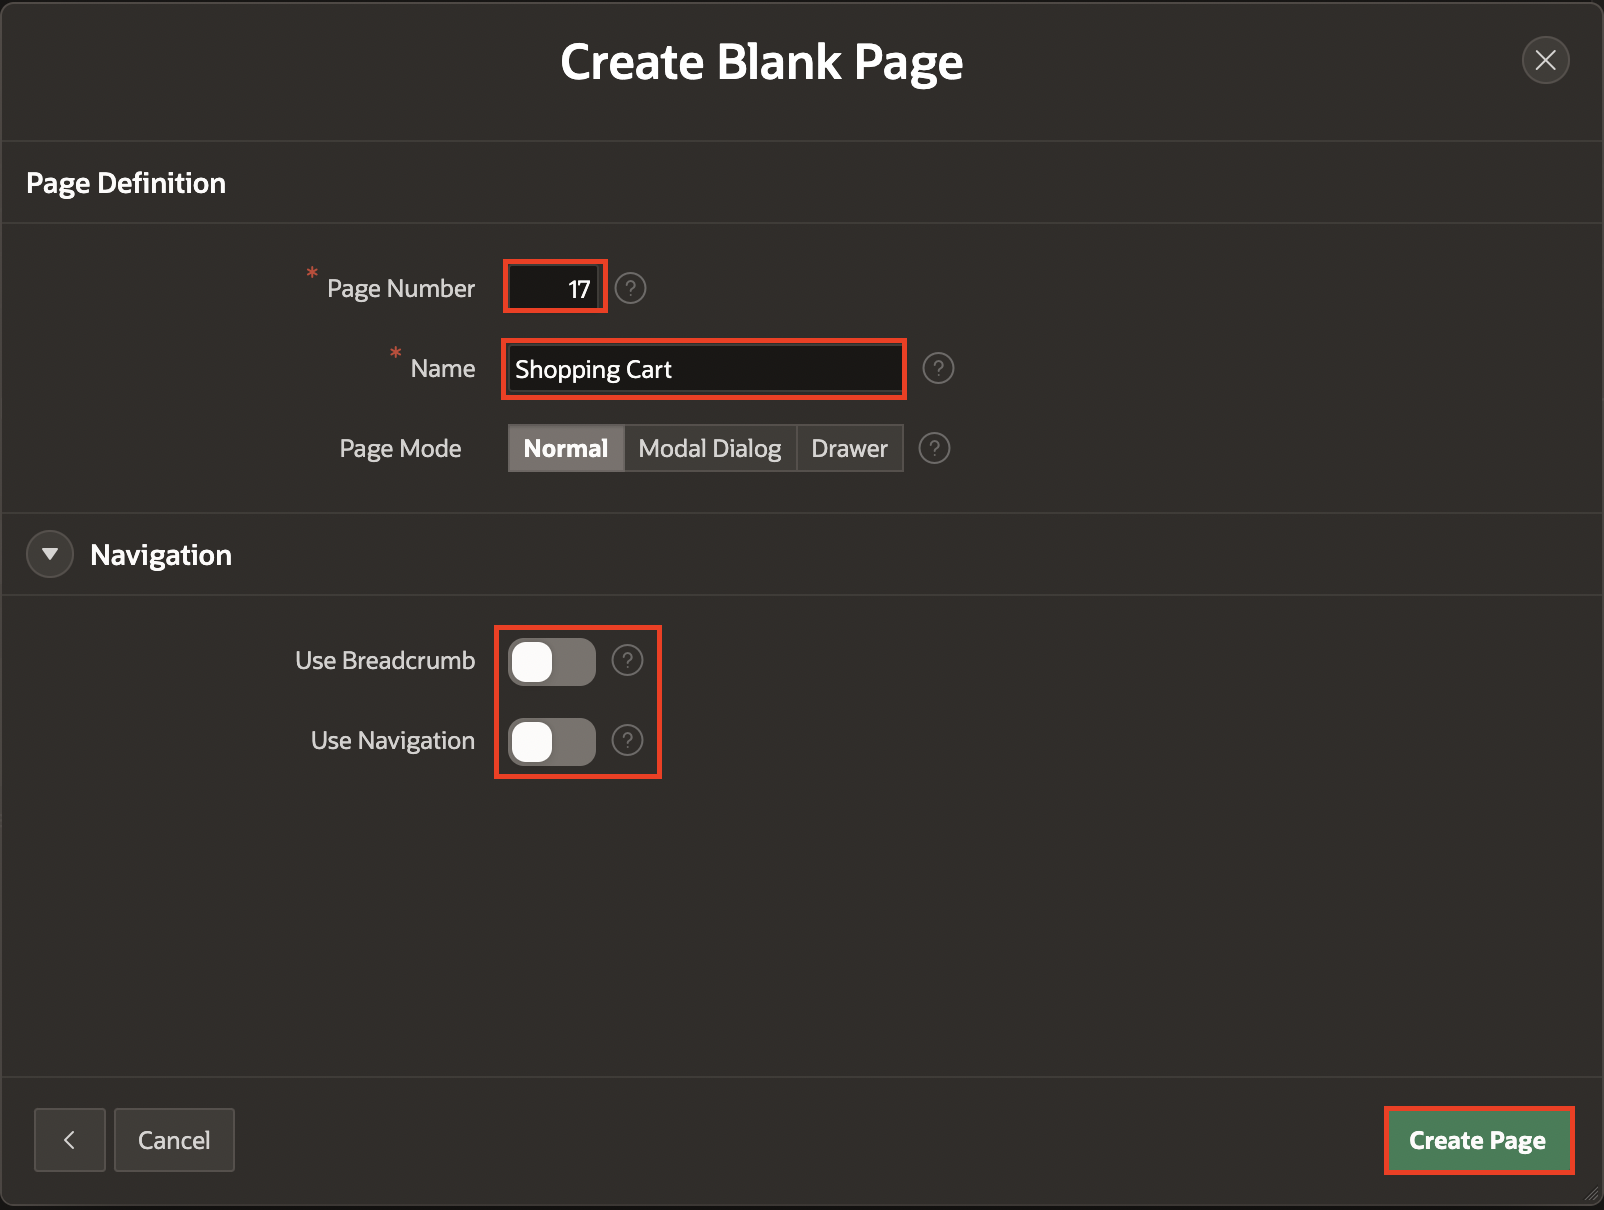 Create Blank Page
Page Definition
* Page Number 17 ?
* Name Shopping Cart ?
Page Mode Normal Modal Dialog Drawer ?
Navigation
Use Breadcrumb ?
Use Navigation ?
Cancel Create Page